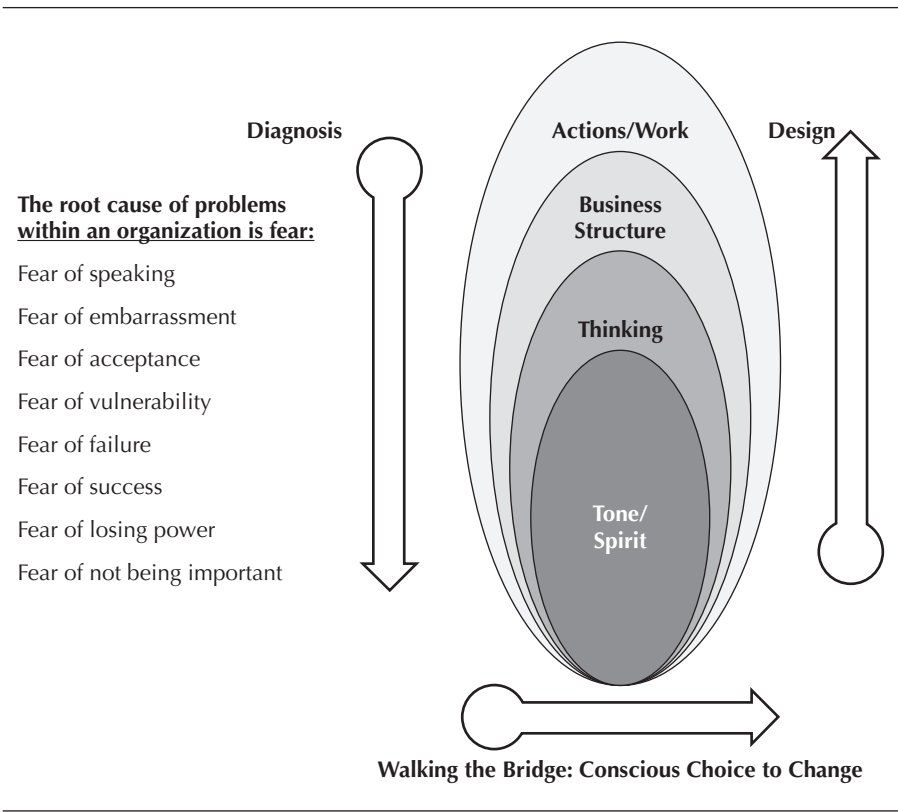 Diagnosis
The root cause of problems
within an organization is fear:
Fear of speaking
Fear of embarrassment
Fear of acceptance
Fear of vulnerability
Fear of failure
Fear of success
Fear of losing power
Fear of not being important
Actions/Work
Business
Structure
Thinking
Tone/
Spirit
Design
Walking the Bridge: Conscious Choice to Change